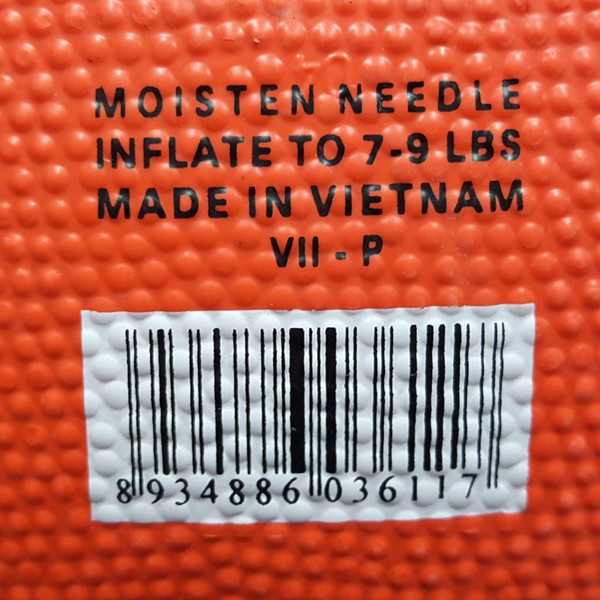 MOISTEN NEEDLE
INFLATE TO 7-9 LBS
MADE IN VIETNAM
VII - P
8 934886 036117